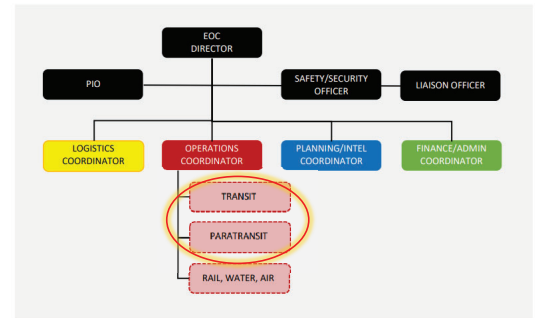 EOC
DIRECTOR
PIO
SAFETY/SECURITY
OFFICER
LIAISON OFFICER
LOGISTICS
COORDINATOR
OPERATIONS
COORDINATOR
PLANNING/INTEL
COORDINATOR
FINANCE/ADMIN
COORDINATOR
TRANSIT
PARATRANSIT
RAIL, WATER, AIR